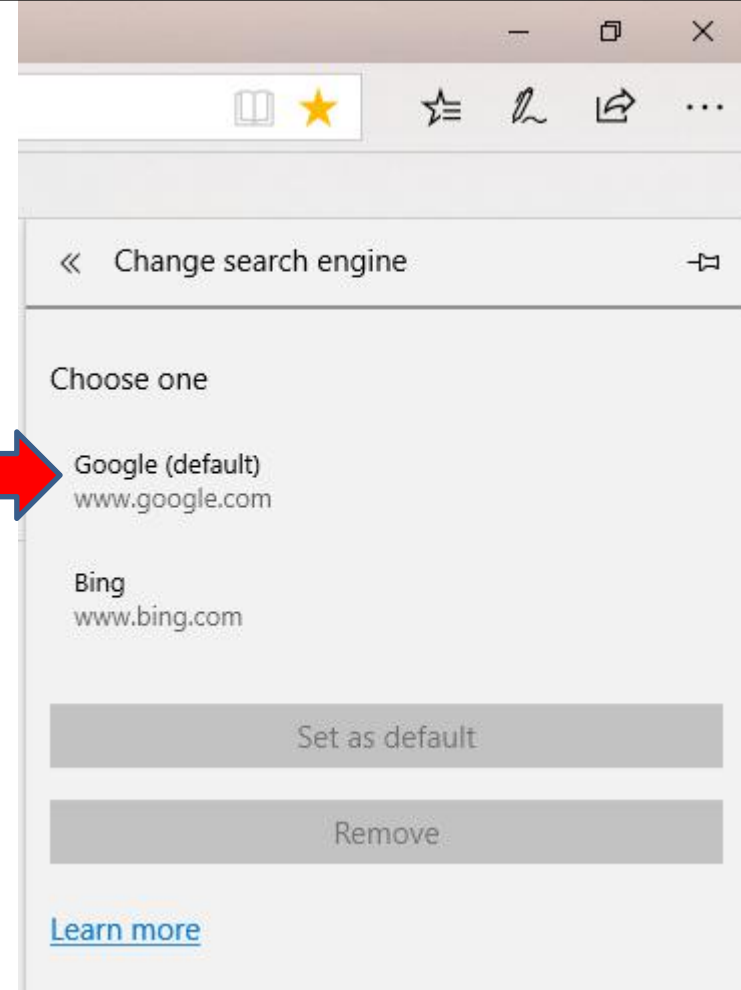 Change search engine
Choose one
Google (default)
www.google.com
Bing
www.bing.com
Set as default
Remove
Learn more